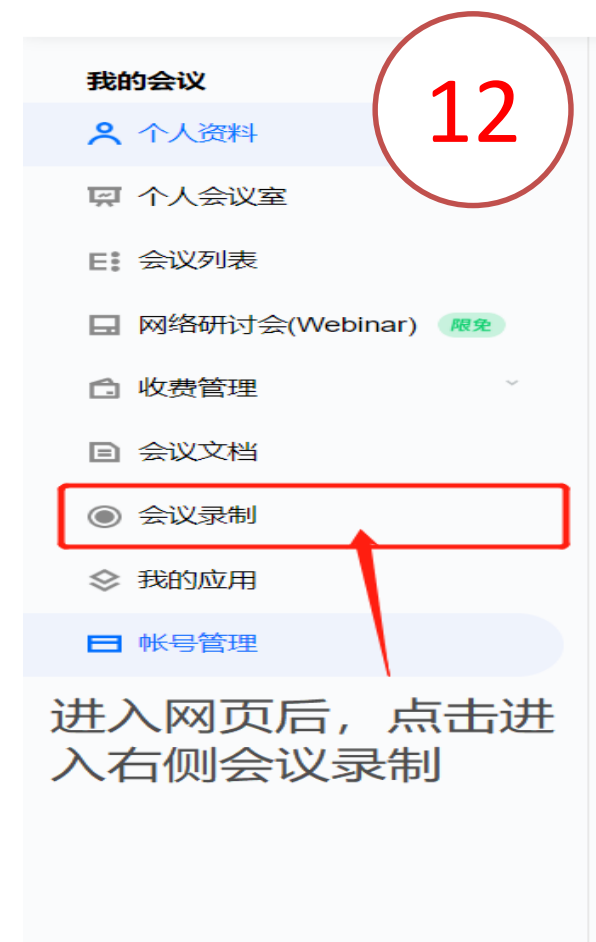 我的会议
12
个人资料
个人会议室
会议列表
网络研讨会(Webinar) 限免
收费管理
会议文档
会议录制
我的应用
帐号管理
进入网页后，点击进
入右侧会议录制